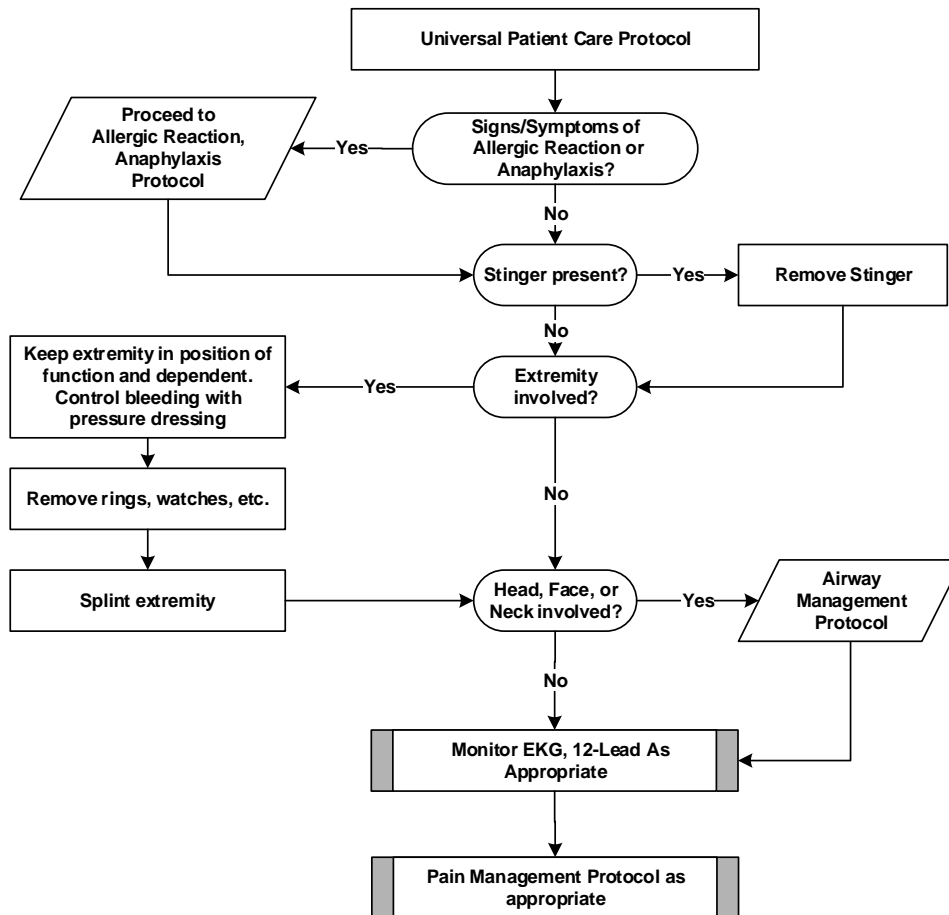 Universal Patient Care Protocol
Proceed to
Allergic Reaction,
Anaphylaxis
Protocol
Yes
Signs/Symptoms of
Allergic Reaction or
Anaphylaxis?
No
Stinger present?
Yes
Remove Stinger
No
Keep extremity in position of
function and dependent.
Control bleeding with
pressure dressing
Yes
Extremity
involved?
Remove rings, watches, etc.
No
Splint extremity
Head, Face, or
Neck involved?
Yes
Airway
Management
Protocol
No
Monitor EKG, 12-Lead As
Appropriate
Pain Management Protocol as
appropriate